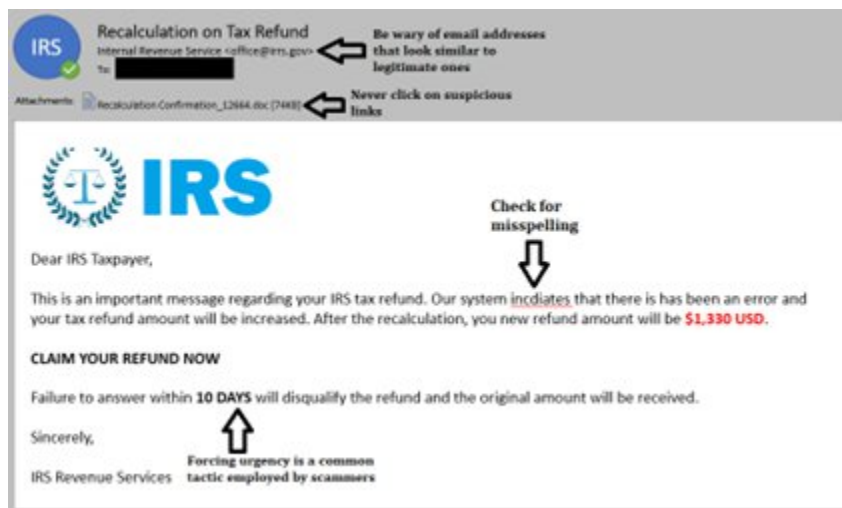 IRS
Recalculation on Tax Refund
Internal Revenue Service <office@irrs.gov>
To:
Be wary of email addresses
that look similar to
legitimate ones
Attachments: Recalculation Confirmation_12664.doc [74KB]
Never click on suspicious
links
IRS
Check for
misspelling
Dear IRS Taxpayer,
This is an important message regarding your IRS tax refund. Our system incdiates that there is has been an error and
your tax refund amount will be increased. After the recalculation, you new refund amount will be $1,330 USD.
CLAIM YOUR REFUND NOW
Failure to answer within 10 DAYS will disqualify the refund and the original amount will be received.
Sincerely,
Forcing urgency is a common
tactic employed by scammers
IRS Revenue Services